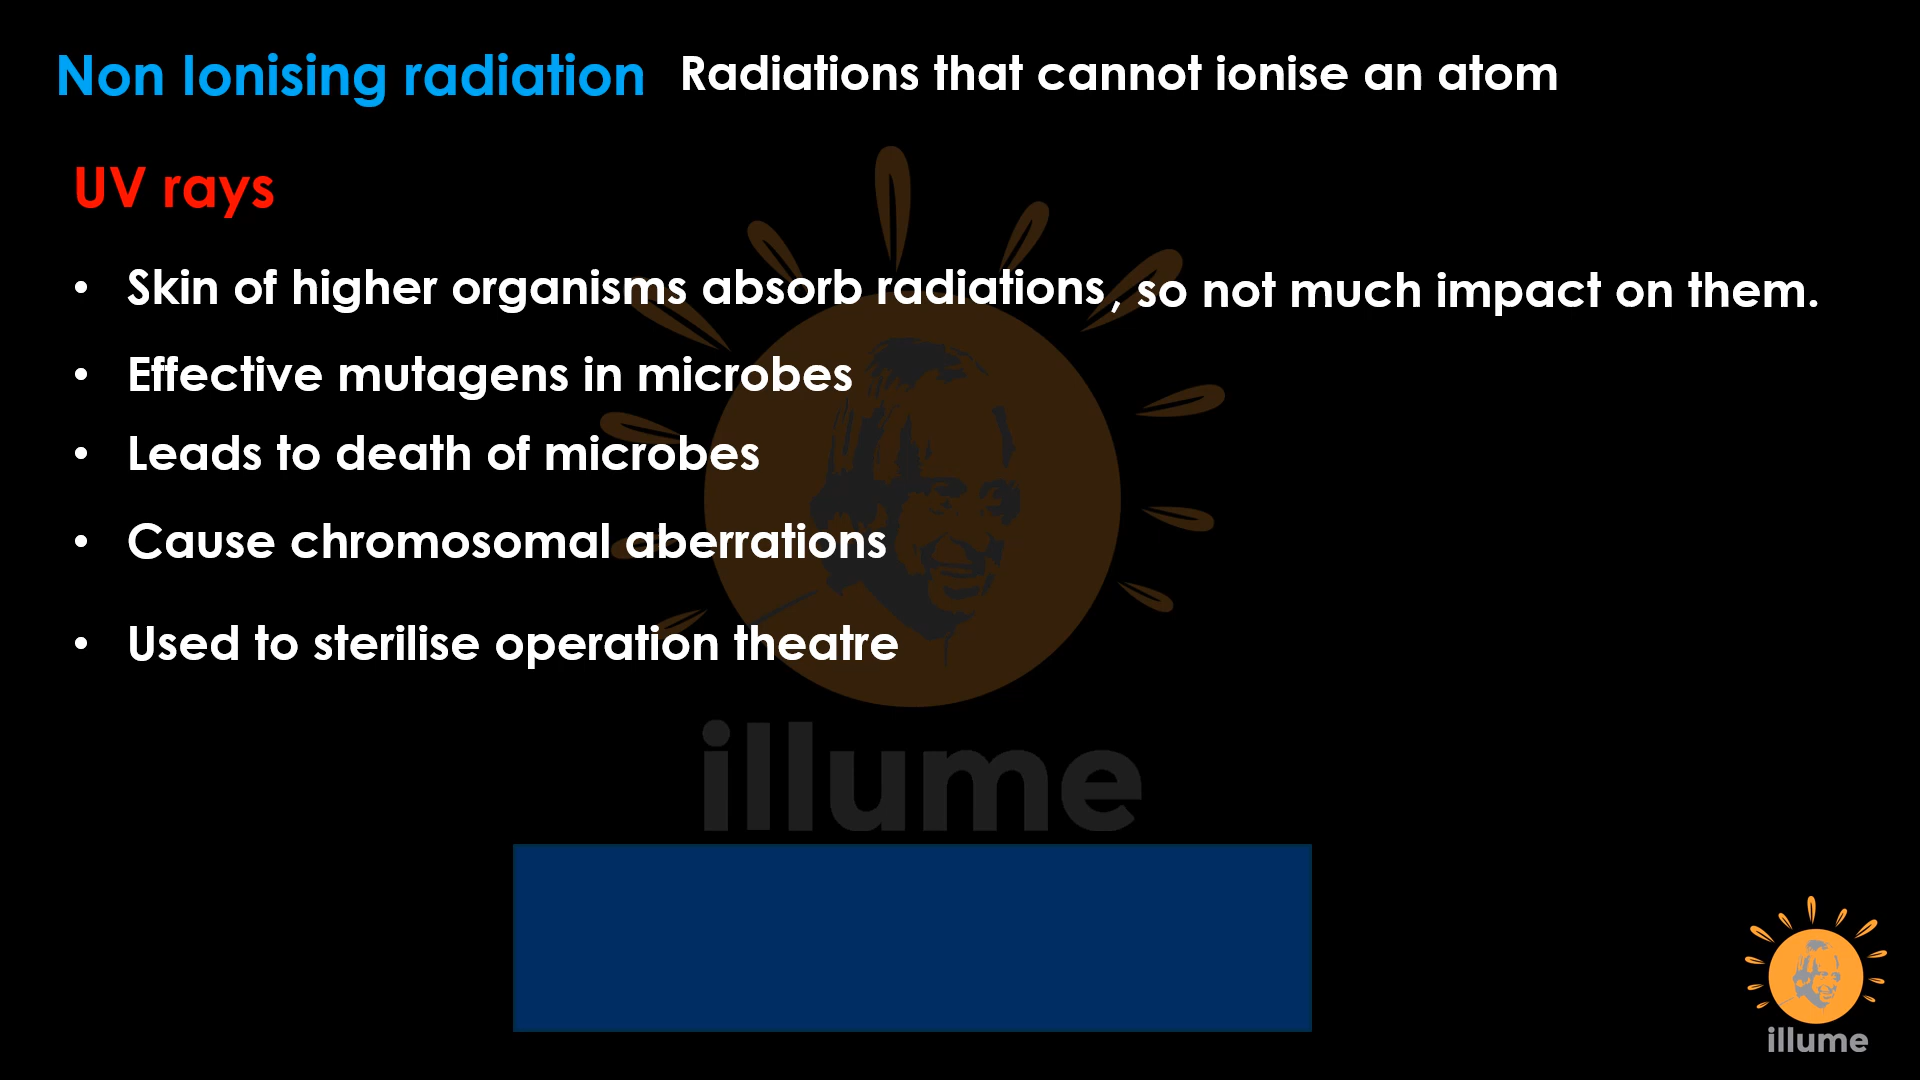 Non Ionising radiation Radiations that cannot ionise an atom
UV rays
• Skin of higher organisms absorb radiations, so not much impact on them.
• Effective mutagens in microbes
• Leads to death of microbes
• Cause chromosomal aberrations
• Used to sterilise operation theatre
illume
illume